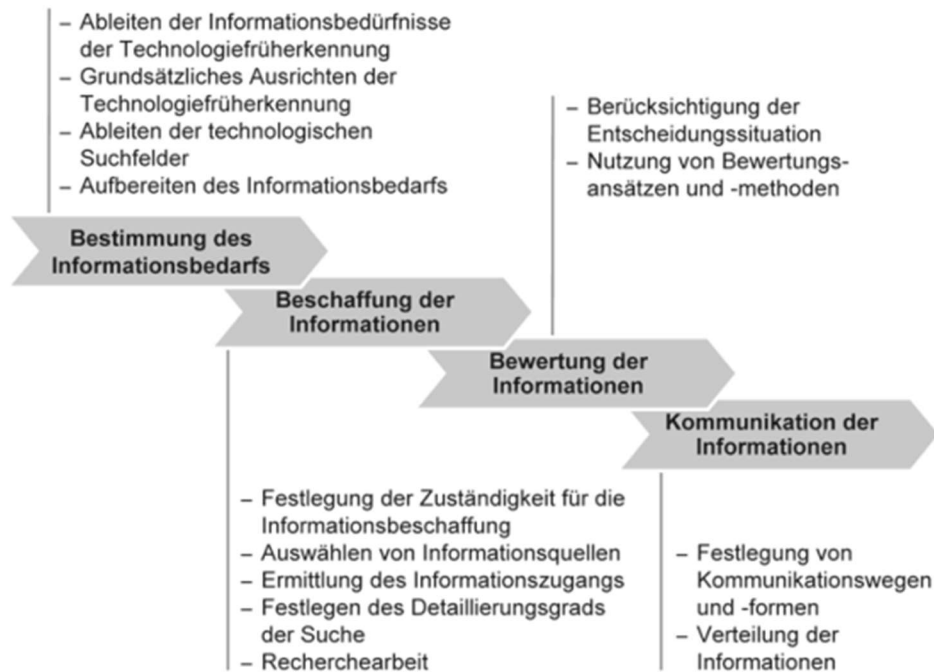 – Ableiten der Informationsbedürfnisse
der Technologiefrüherkennung
– Grundsätzliches Ausrichten der
Technologiefrüherkennung
– Ableiten der technologischen
Suchfelder
– Aufbereiten des Informationsbedarfs
– Berücksichtigung der
Entscheidungssituation
– Nutzung von Bewertungs-
ansätzen und -methoden
Bestimmung des
Informationsbedarfs
Beschaffung der
Informationen
Bewertung der
Informationen
Kommunikation der
Informationen
– Festlegung der Zuständigkeit für die
Informationsbeschaffung
– Auswählen von Informationsquellen
– Ermittlung des Informationszugangs
– Festlegen des Detaillierungsgrads
der Suche
– Recherchearbeit
– Festlegung von
Kommunikationswegen
und -formen
– Verteilung der
Informationen